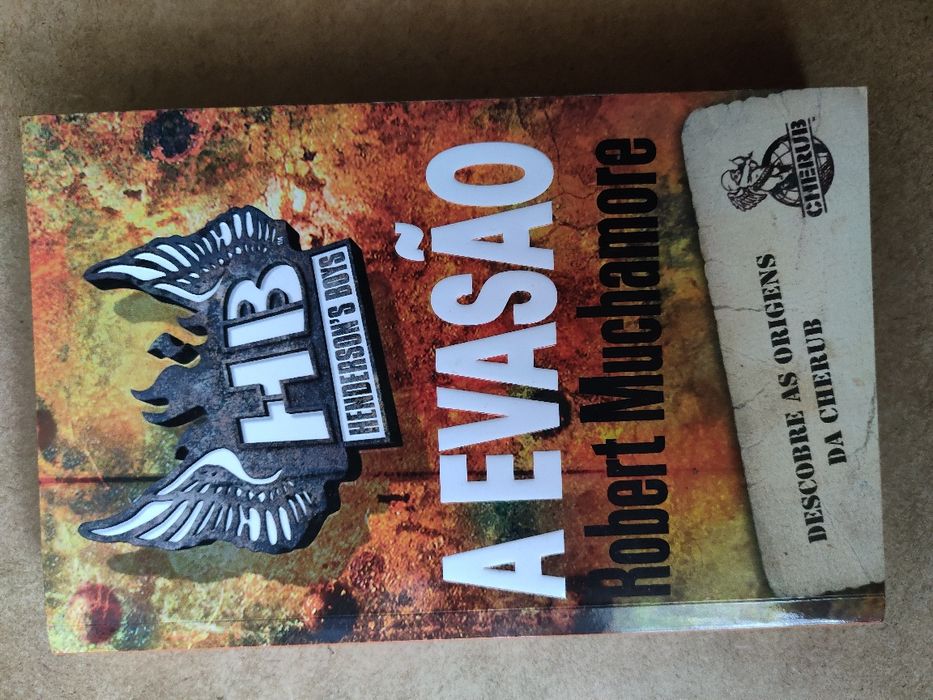 HB
HENDERSON'S BOYS
A EVASÃO
Robert Muchamore
DESCOBRE AS ORIGENS
DA CHERUB
CHERUB